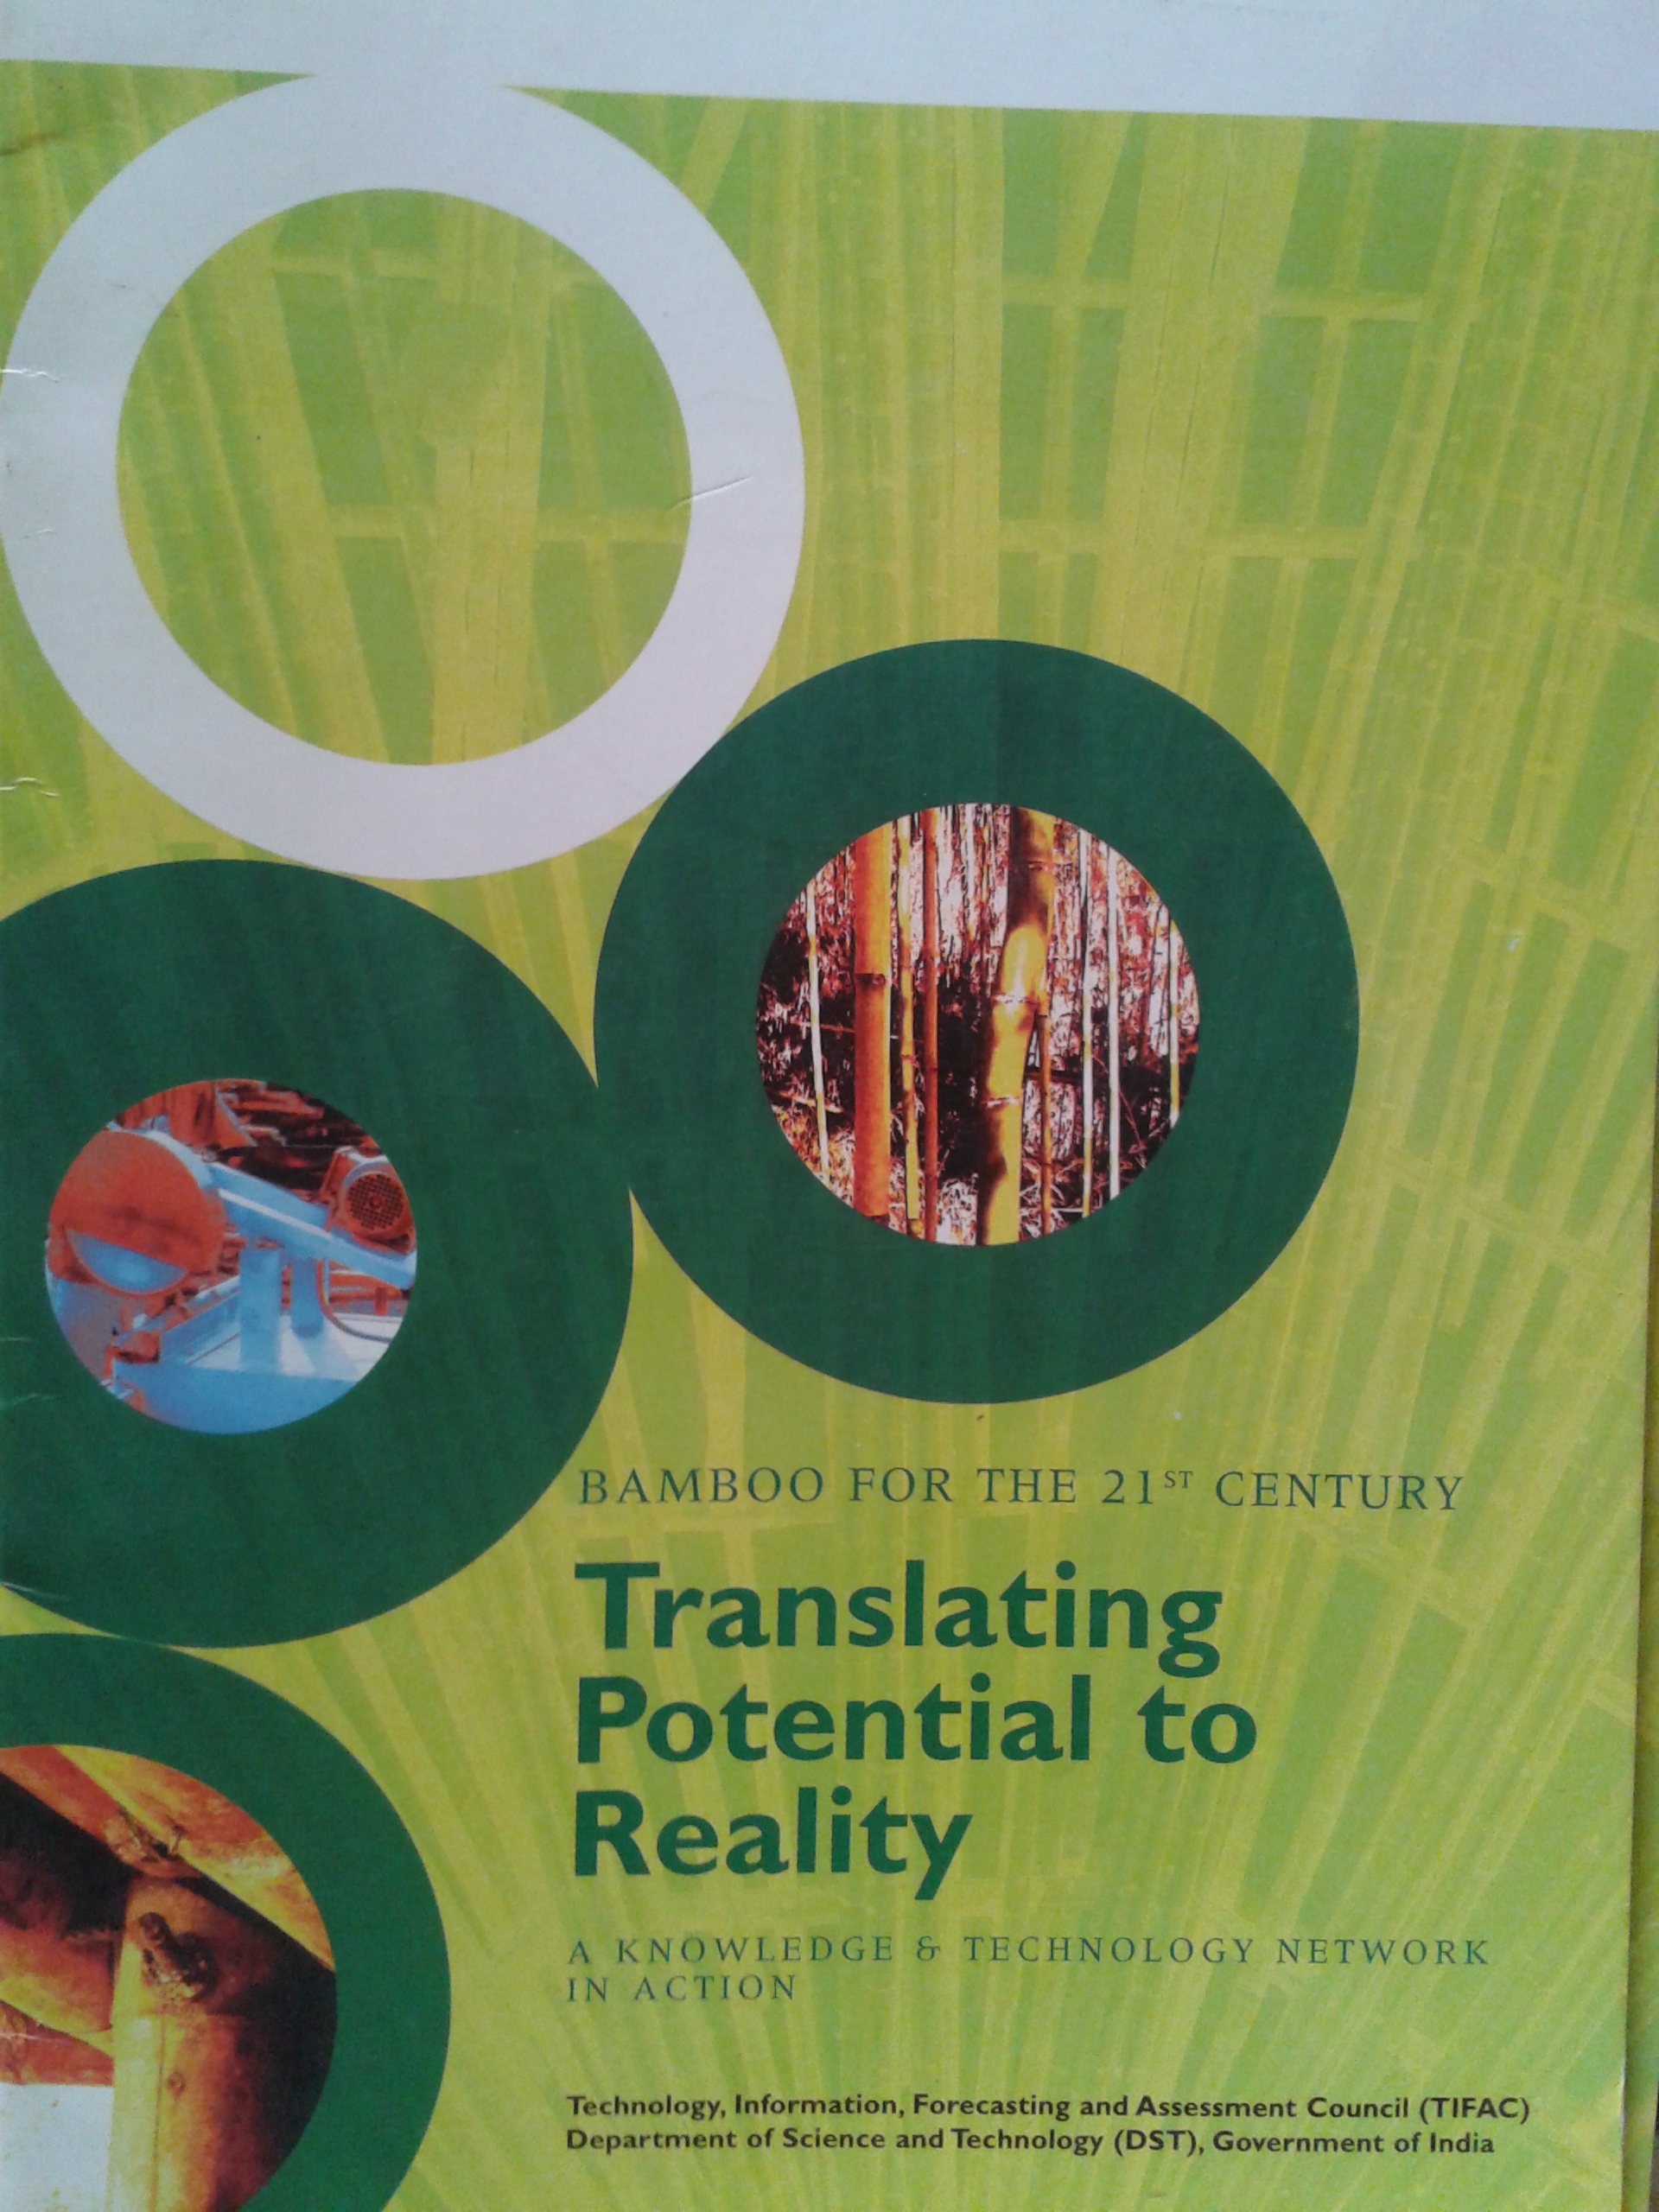 BAMBOO FOR THE 21ST CENTURY
Translating
Potential to
Reality
A KNOWLEDGE & TECHNOLOGY NETWORK
IN ACTION
Technology, Information, Forecasting and Assessment Council (TIFAC)
Department of Science and Technology (DST), Government of India